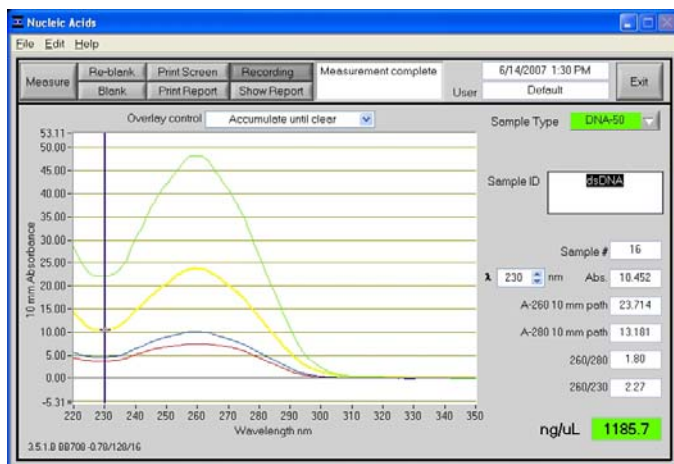 Nucleic Acids
File Edit Help
Measure Re-blank Print Screen Recording Measurement complete 6/14/2007 1:30 PM Exit
Blank Print Report Show Report User Default
Overlay control Accumulate until clear Sample Type DNA-50
53.11
50.00
45.00
40.00
35.00
30.00
25.00
20.00
15.00
10.00
5.00
0.00
-5.31
10 mm Absorbance
220 230 240 250 260 270 280 290 300 310 320 330 340 350
Wavelength nm
3.5.1.B BB708 -0.78/128/16
Sample ID dsDNA
Sample # 16
λ 230 nm Abs. 10.452
A-260 10 mm path 23.714
A-280 10 mm path 13.181
260/280 1.80
260/230 2.27
ng/uL 1185.7